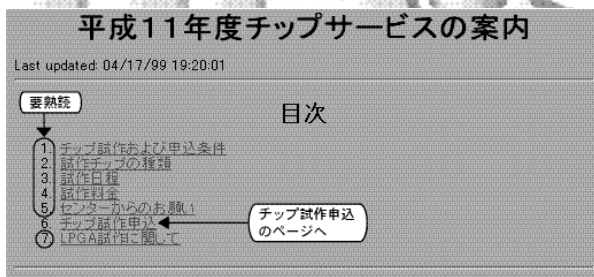 平成11年度チップサービスの案内
Last updated: 04/17/99 19:20:01
要熟読
目次
1. チップ試作および申込条件
2. 試作チップの種類
3. 試作日程
4. 試作料金
5. センターからのお願い
6. チップ試作申込
チップ試作申込
のページへ
7. LPGA試作に関して